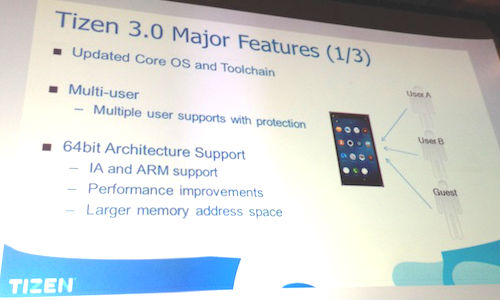 Tizen 3.0 Major Features (1/3)
Updated Core OS and Toolchain
Multi-user
– Multiple user supports with protection
64bit Architecture Support
– IA and ARM support
– Performance improvements
– Larger memory address space
User A
User B
Guest
TIZEN